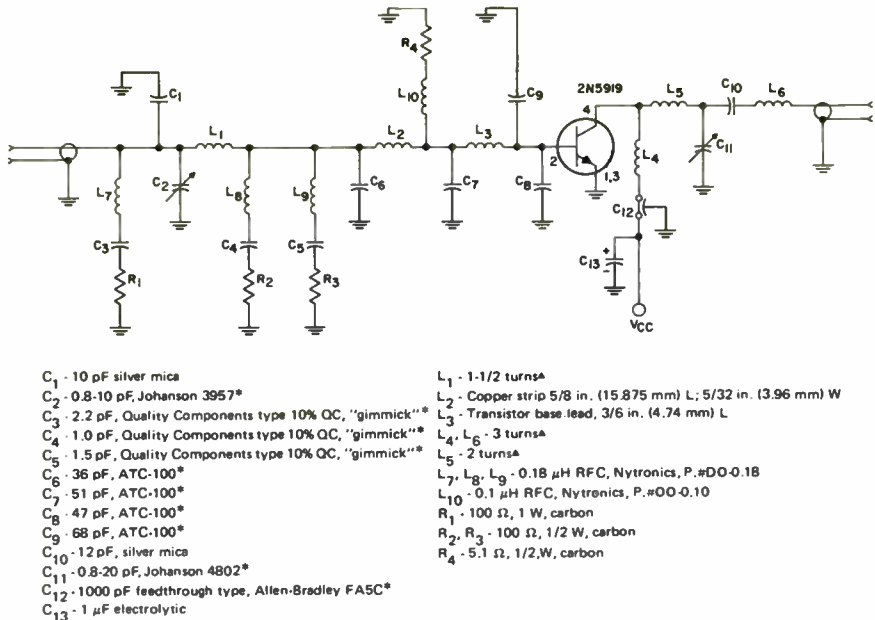 R4
C1
L10
C9
2N5919
4
L5
C10
L6
L1
L2
L3
2
1,3
L4
C11
L7
C2
L8
L9
C6
C7
C8
C12
C3
C4
C5
C13
+
-
R1
R2
R3
VCC
C1 - 10 pF silver mica
C2 - 0.8-10 pF, Johanson 3957*
C3 - 2.2 pF, Quality Components type 10% QC, "gimmick"*
C4 - 1.0 pF, Quality Components type 10% QC, "gimmick"*
C5 - 1.5 pF, Quality Components type 10% QC, "gimmick"*
C6 - 36 pF, ATC-100*
C7 - 51 pF, ATC-100*
C8 - 47 pF, ATC-100*
C9 - 68 pF, ATC-100*
C10 - 12 pF, silver mica
C11 - 0.8-20 pF, Johanson 4802*
C12 - 1000 pF feedthrough type, Allen-Bradley FA5C*
C13 - 1 μF electrolytic
L1 - 1-1/2 turns▲
L2 - Copper strip 5/8 in. (15.875 mm) L; 5/32 in. (3.96 mm) W
L3 - Transistor base lead, 3/6 in. (4.74 mm) L
L4, L6 - 3 turns▲
L5 - 2 turns▲
L7, L8, L9 - 0.18 μH RFC, Nytronics, P.#DO-0.18
L10 - 0.1 μH RFC, Nytronics, P.#DO-0.10
R1 - 100 Ω, 1 W, carbon
R2, R3 - 100 Ω, 1/2 W, carbon
R4 - 5.1 Ω, 1/2,W, carbon